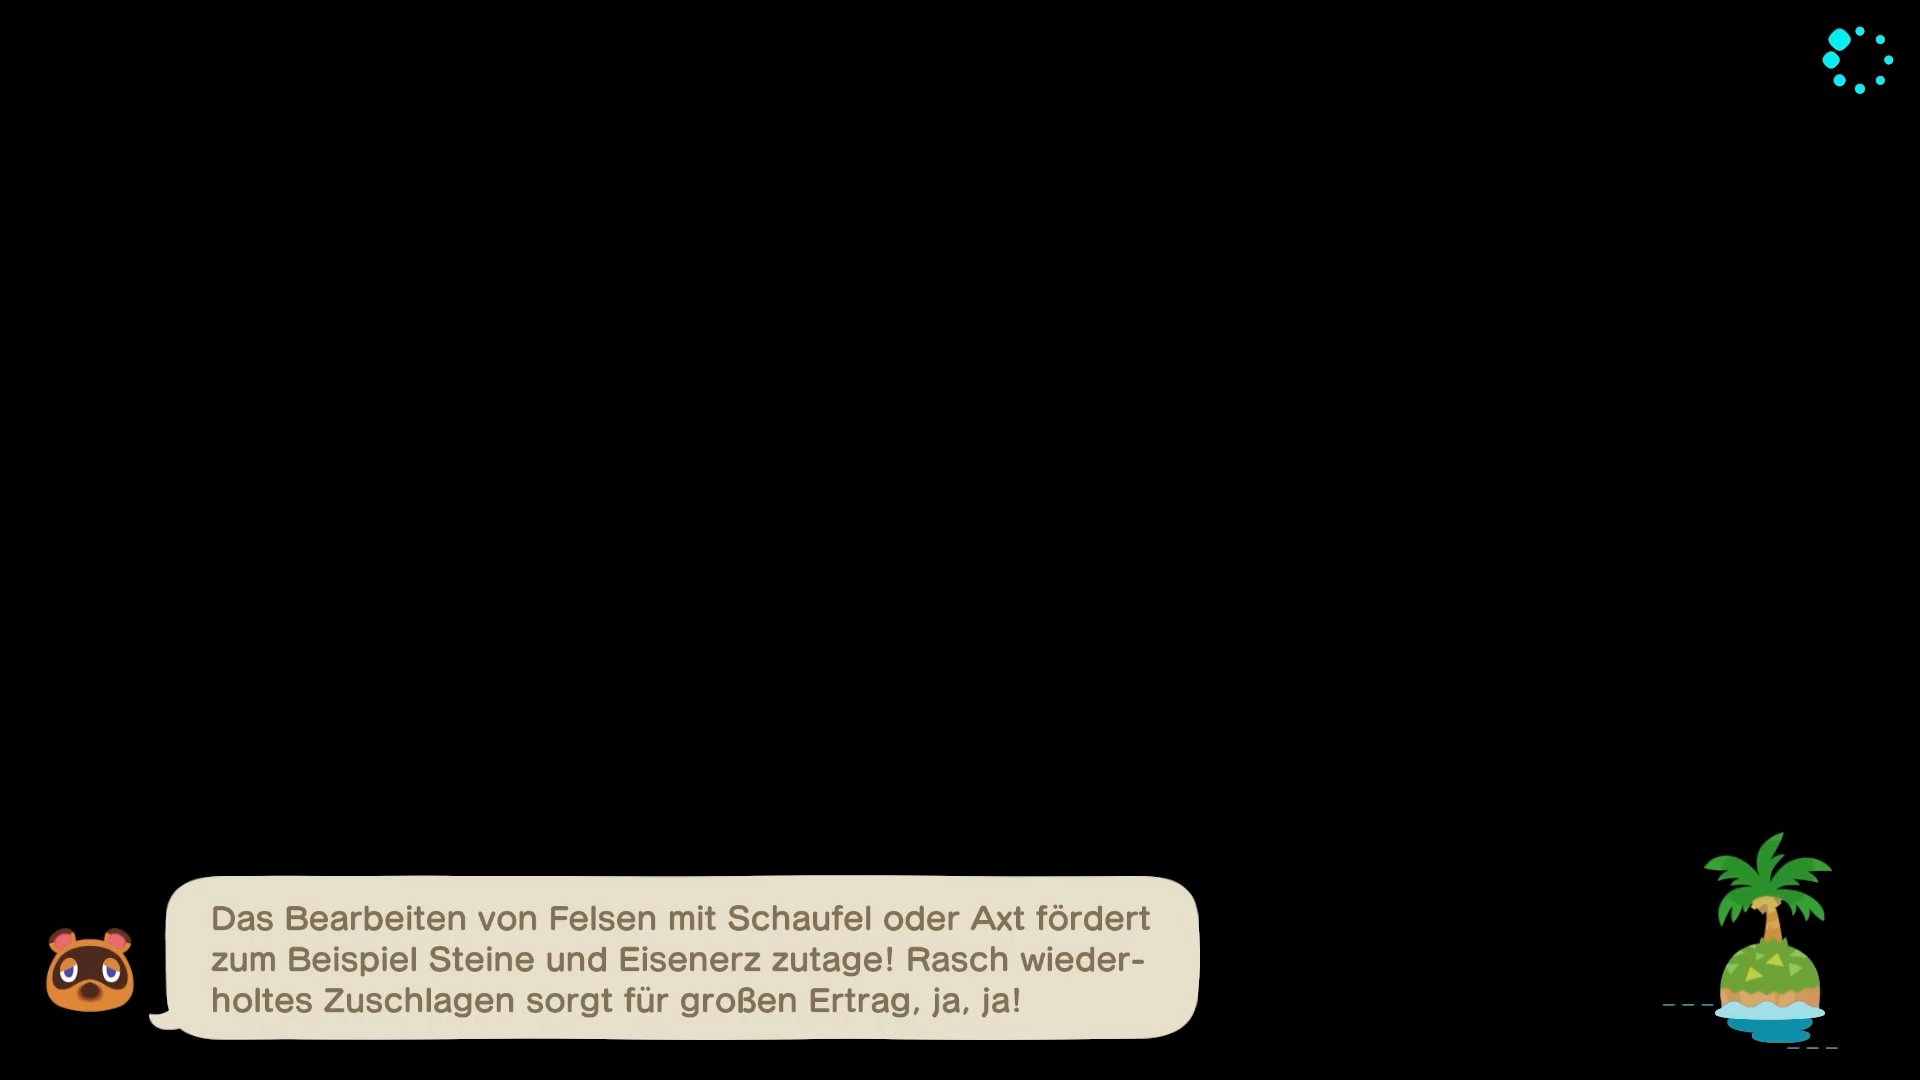 Das Bearbeiten von Felsen mit Schaufel oder Axt fördert
zum Beispiel Steine und Eisenerz zutage! Rasch wieder-
holtes Zuschlagen sorgt für großen Ertrag, ja, ja!